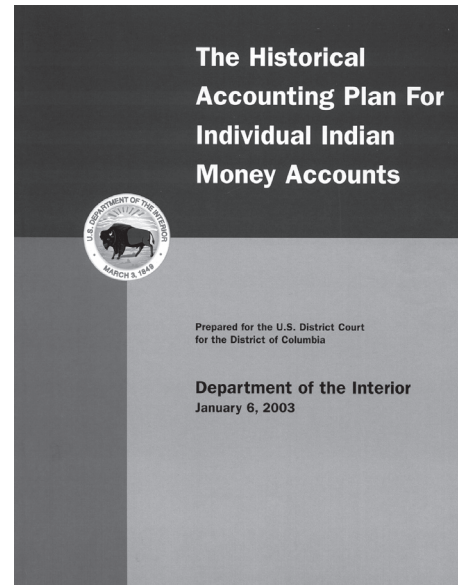 The Historical
Accounting Plan For
Individual Indian
Money Accounts
U.S. DEPARTMENT OF THE INTERIOR
MARCH 3, 1849
Prepared for the U.S. District Court
for the District of Columbia
Department of the Interior
January 6, 2003